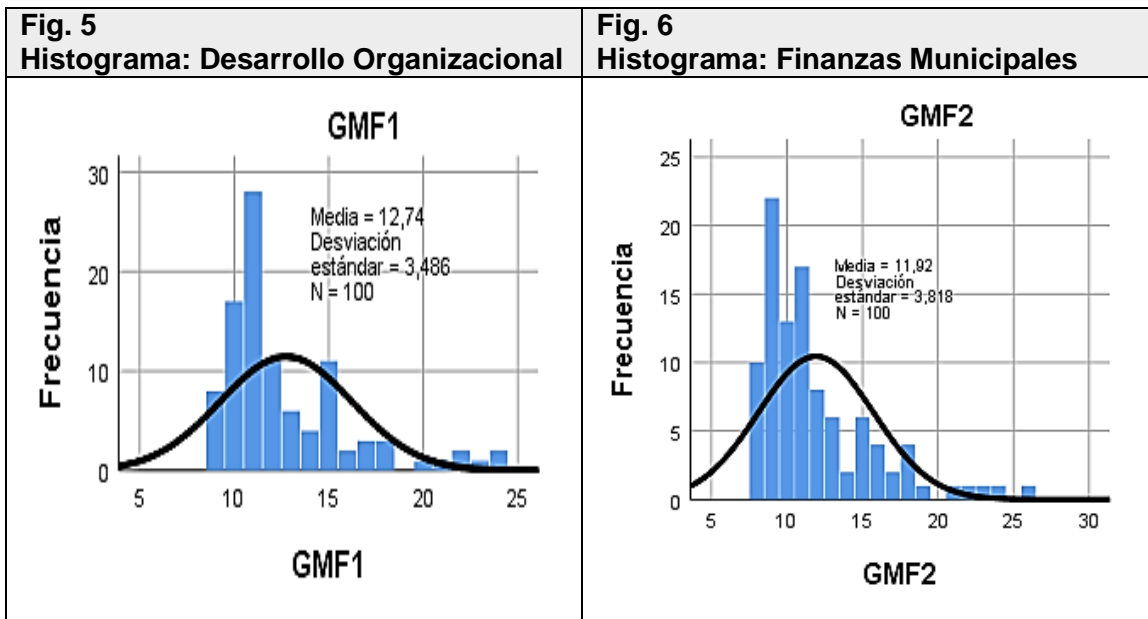 Fig. 5
Histograma: Desarrollo Organizacional
Fig. 6
Histograma: Finanzas Municipales
GMF1
Frecuencia
30
20
10
0
Media = 12,74
Desviación
estándar = 3,486
N = 100
5 10 15 20 25
GMF1
GMF2
Frecuencia
25
20
15
10
5
0
Media = 11,92
Desviación
estándar = 3,818
N = 100
5 10 15 20 25 30
GMF2